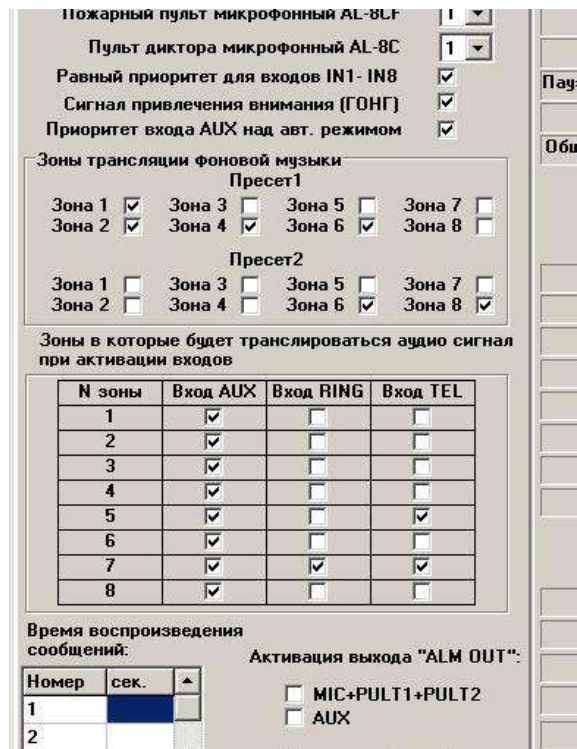 Пожарный пульт микрофонный AL-8CF 1
Пульт диктора микрофонный AL-8C 1
Равный приоритет для входов IN1- IN8
Сигнал привлечения внимания (ГОНГ)
Приоритет входа AUX над авт. режимом
Зоны трансляции фоновой музыки
Пресет1
Зона 1 Зона 3 Зона 5 Зона 7
Зона 2 Зона 4 Зона 6 Зона 8
Пресет2
Зона 1 Зона 3 Зона 5 Зона 7
Зона 2 Зона 4 Зона 6 Зона 8
Зоны в которые будет транслироваться аудио сигнал
при активации входов
N зоны Вход AUX Вход RING Вход TEL
1
2
3
4
5
6
7
8
Время воспроизведения
сообщений:
Активация выхода "ALM OUT":
Номер сек.
MIC+PULT1+PULT2
1
AUX
2